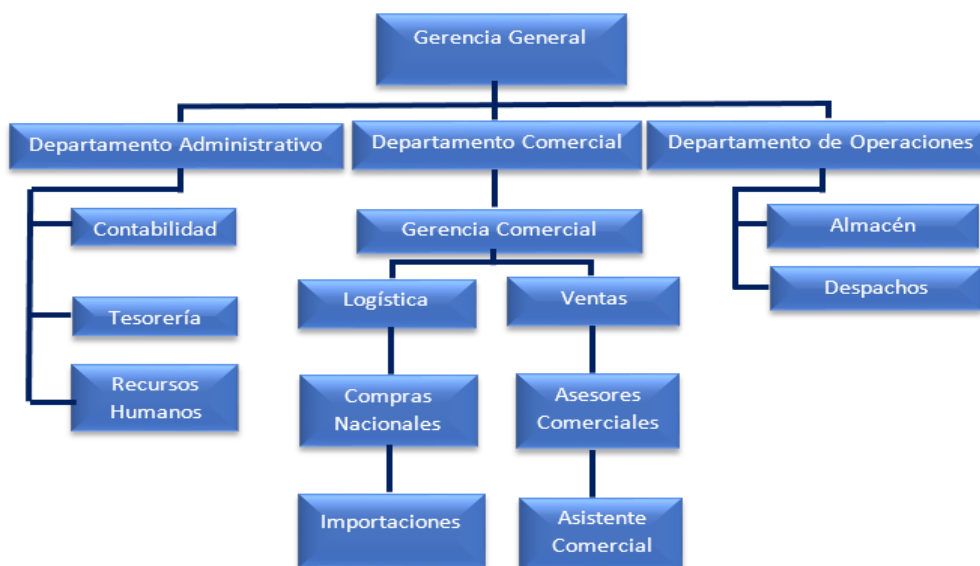 Gerencia General
Departamento Administrativo
Departamento Comercial
Departamento de Operaciones
Contabilidad
Gerencia Comercial
Almacén
Logística
Ventas
Despachos
Tesorería
Recursos
Humanos
Compras
Nacionales
Asesores
Comerciales
Importaciones
Asistente
Comercial